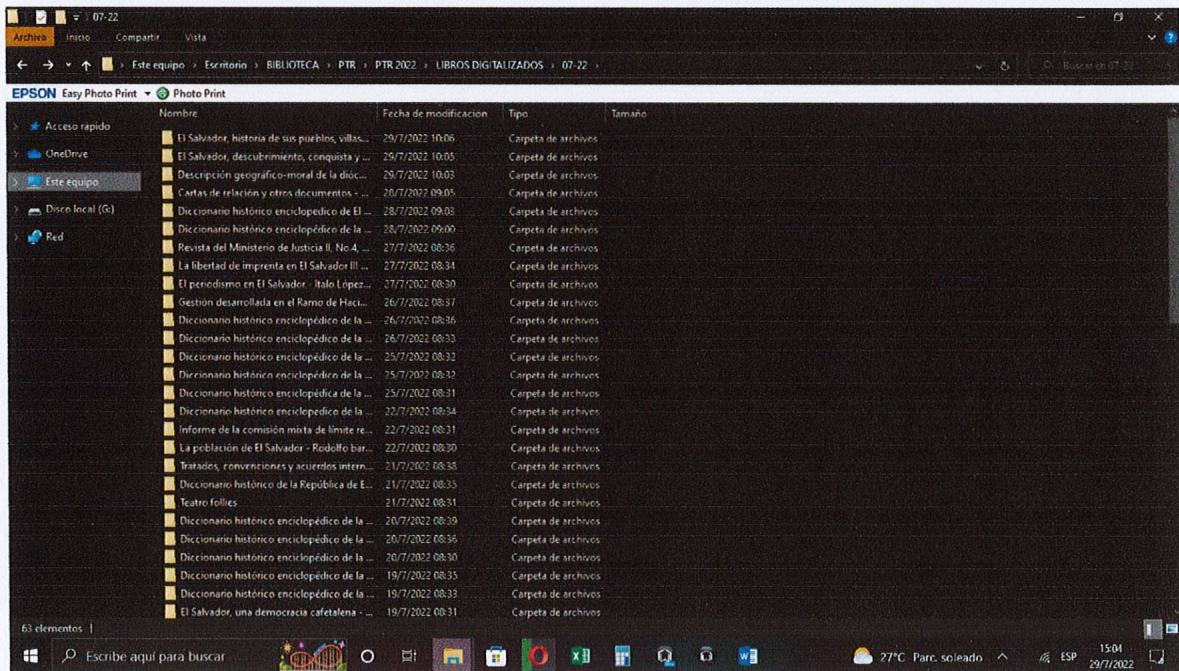 07-22
Archivo Inicio Compartir Vista
Este equipo › Escritorio › BIBLIOTECA › PTR › PTR 2022 › LIBROS DIGITALIZADOS › 07-22 ›
Buscar en 07-22
EPSON Easy Photo Print Photo Print
Nombre Fecha de modificación Tipo Tamaño
Acceso rápido
OneDrive
Este equipo
Disco local (G:)
Red
El Salvador, historia de sus pueblos, villas... 29/7/2022 10:06 Carpeta de archivos
El Salvador, descubrimiento, conquista y ... 29/7/2022 10:05 Carpeta de archivos
Descripción geográfico-moral de la dióc... 29/7/2022 10:03 Carpeta de archivos
Cartas de relación y otros documentos - ... 28/7/2022 09:05 Carpeta de archivos
Diccionario histórico enciclopedico de El ... 28/7/2022 09:03 Carpeta de archivos
Diccionario histórico enciclopedico de la ... 28/7/2022 09:00 Carpeta de archivos
Revista del Ministerio de Justicia II, No.4, ... 27/7/2022 08:36 Carpeta de archivos
La libertad de imprenta en El Salvador III ... 27/7/2022 08:34 Carpeta de archivos
El periodismo en El Salvador - Italo López... 27/7/2022 08:30 Carpeta de archivos
Gestión desarrollada en el Ramo de Haci... 26/7/2022 08:37 Carpeta de archivos
Diccionario histórico enciclopédico de la ... 26/7/2022 08:36 Carpeta de archivos
Diccionario histórico enciclopédico de la ... 26/7/2022 08:33 Carpeta de archivos
Diccionario histórico enciclopédico de la ... 25/7/2022 08:32 Carpeta de archivos
Diccionario histórico enciclopédico de la ... 25/7/2022 08:32 Carpeta de archivos
Diccionario histórico enciclopédica de la ... 25/7/2022 08:31 Carpeta de archivos
Diccionario histórico enciclopédico de la ... 22/7/2022 08:34 Carpeta de archivos
Informe de la comisión mixta de límite re... 22/7/2022 08:31 Carpeta de archivos
La población de El Salvador - Rodolfo bar... 22/7/2022 08:30 Carpeta de archivos
Tratados, convenciones y acuerdos intern... 21/7/2022 08:38 Carpeta de archivos
Diccionario histórico de la República de E... 21/7/2022 08:35 Carpeta de archivos
Teatro follies 21/7/2022 08:31 Carpeta de archivos
Diccionario histórico enciclopédico de la ... 20/7/2022 08:39 Carpeta de archivos
Diccionario histórico enciclopédico de la ... 20/7/2022 08:36 Carpeta de archivos
Diccionario histórico enciclopédico de la ... 20/7/2022 08:30 Carpeta de archivos
Diccionario histórico enciclopédico de la ... 19/7/2022 08:35 Carpeta de archivos
Diccionario histórico enciclopédico de la ... 19/7/2022 08:33 Carpeta de archivos
El Salvador, una democracia cafetalena - ... 19/7/2022 08:31 Carpeta de archivos
63 elementos
Escribe aquí para buscar 27°C Parc. soleado ESP 15:04
29/7/2022